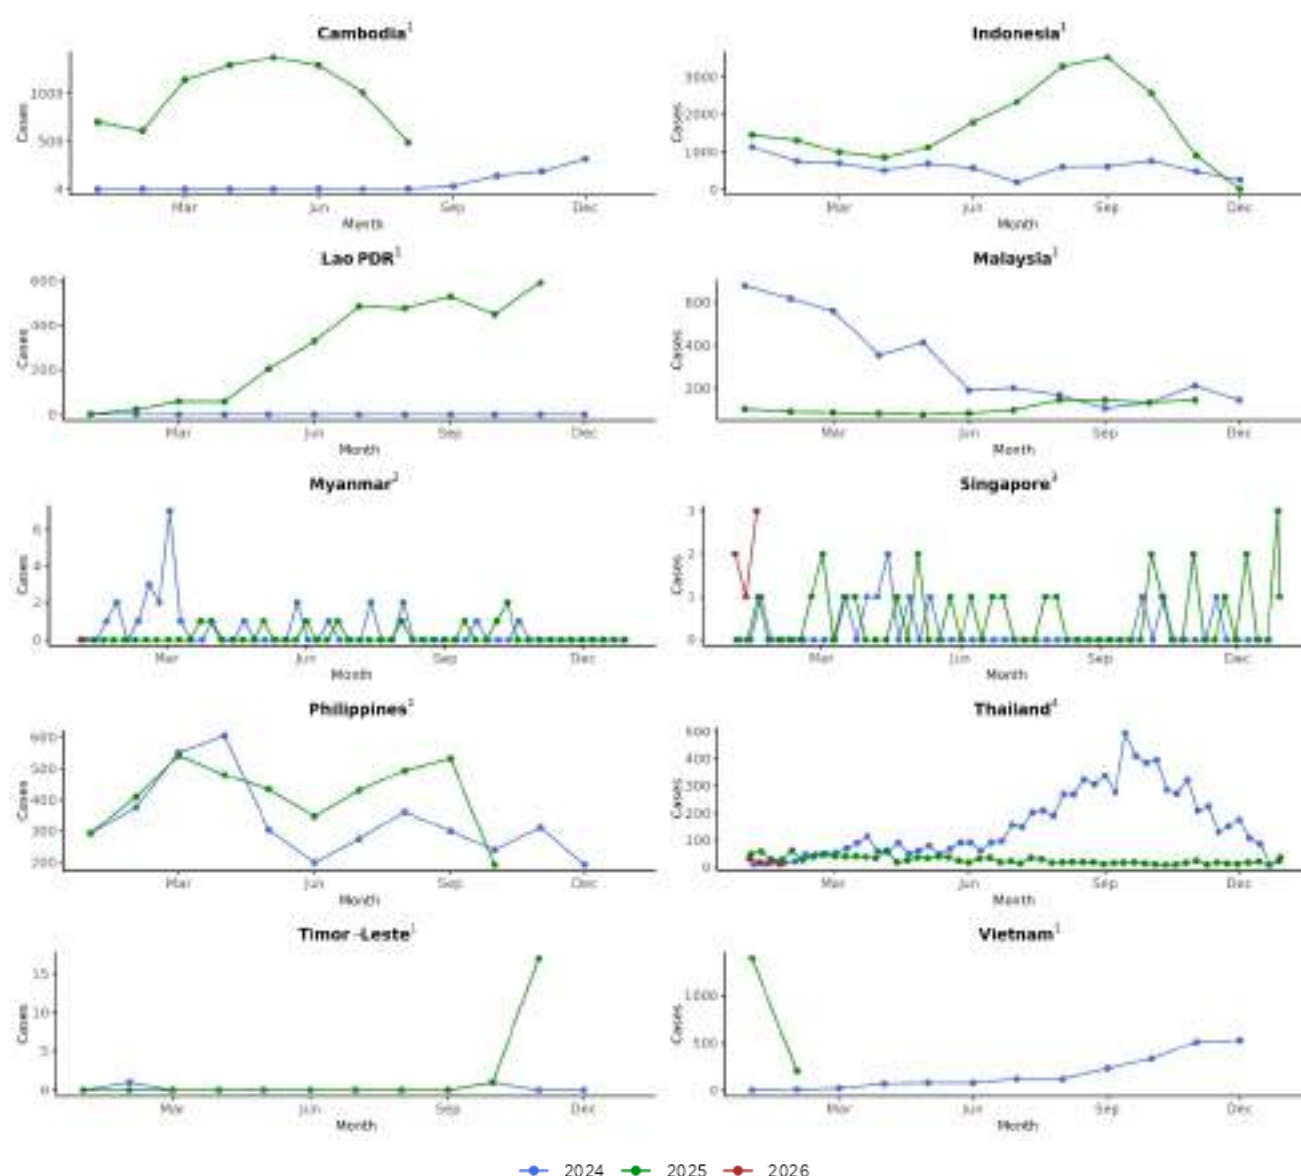 Cambodia¹
Cases
1000
500
0
Mar
Jun
Sep
Dec
Month
Indonesia¹
Cases
3000
2000
1000
0
Mar
Jun
Sep
Dec
Month
Lao PDR¹
Cases
600
400
200
0
Mar
Jun
Sep
Dec
Month
Malaysia¹
Cases
600
400
200
Mar
Jun
Sep
Dec
Month
Myanmar²
Cases
6
4
2
0
Mar
Jun
Sep
Dec
Month
Singapore³
Cases
3
2
1
0
Mar
Jun
Sep
Dec
Month
Philippines
Cases
600
500
400
300
200
Mar
Jun
Sep
Dec
Month
Thailand⁴
Cases
500
400
300
200
100
0
Mar
Jun
Sep
Dec
Month
Timor-Leste¹
Cases
15
10
5
0
Mar
Jun
Sep
Dec
Month
Vietnam¹
Cases
1000
500
0
Mar
Jun
Sep
Dec
Month
2024 2025 2026